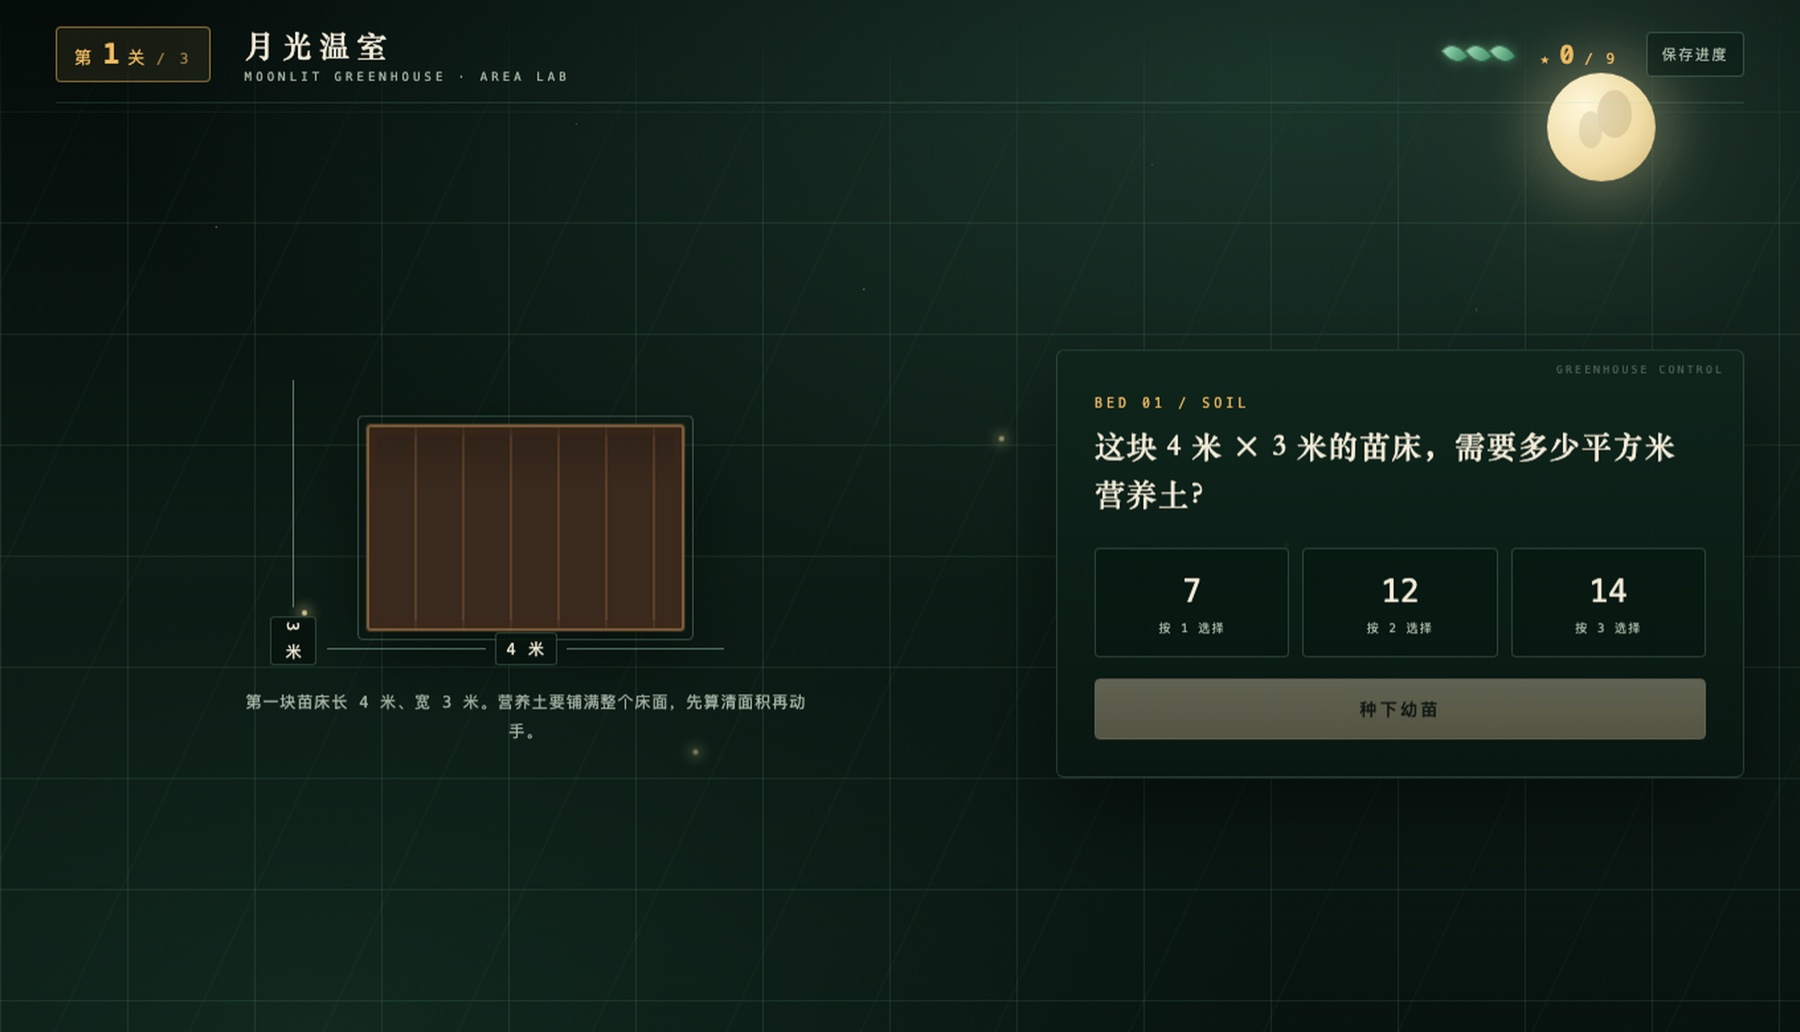 第 1 关 / 3
月光温室
MOONLIT GREENHOUSE · AREA LAB
★ 0 / 9
保存进度
3 米
4 米
第一块苗床长 4 米、宽 3 米。营养土要铺满整个床面，先算清面积再动
手。
GREENHOUSE CONTROL
BED 01 / SOIL
这块 4 米 × 3 米的苗床，需要多少平方米
营养土？
7
按 1 选择
12
按 2 选择
14
按 3 选择
种下幼苗